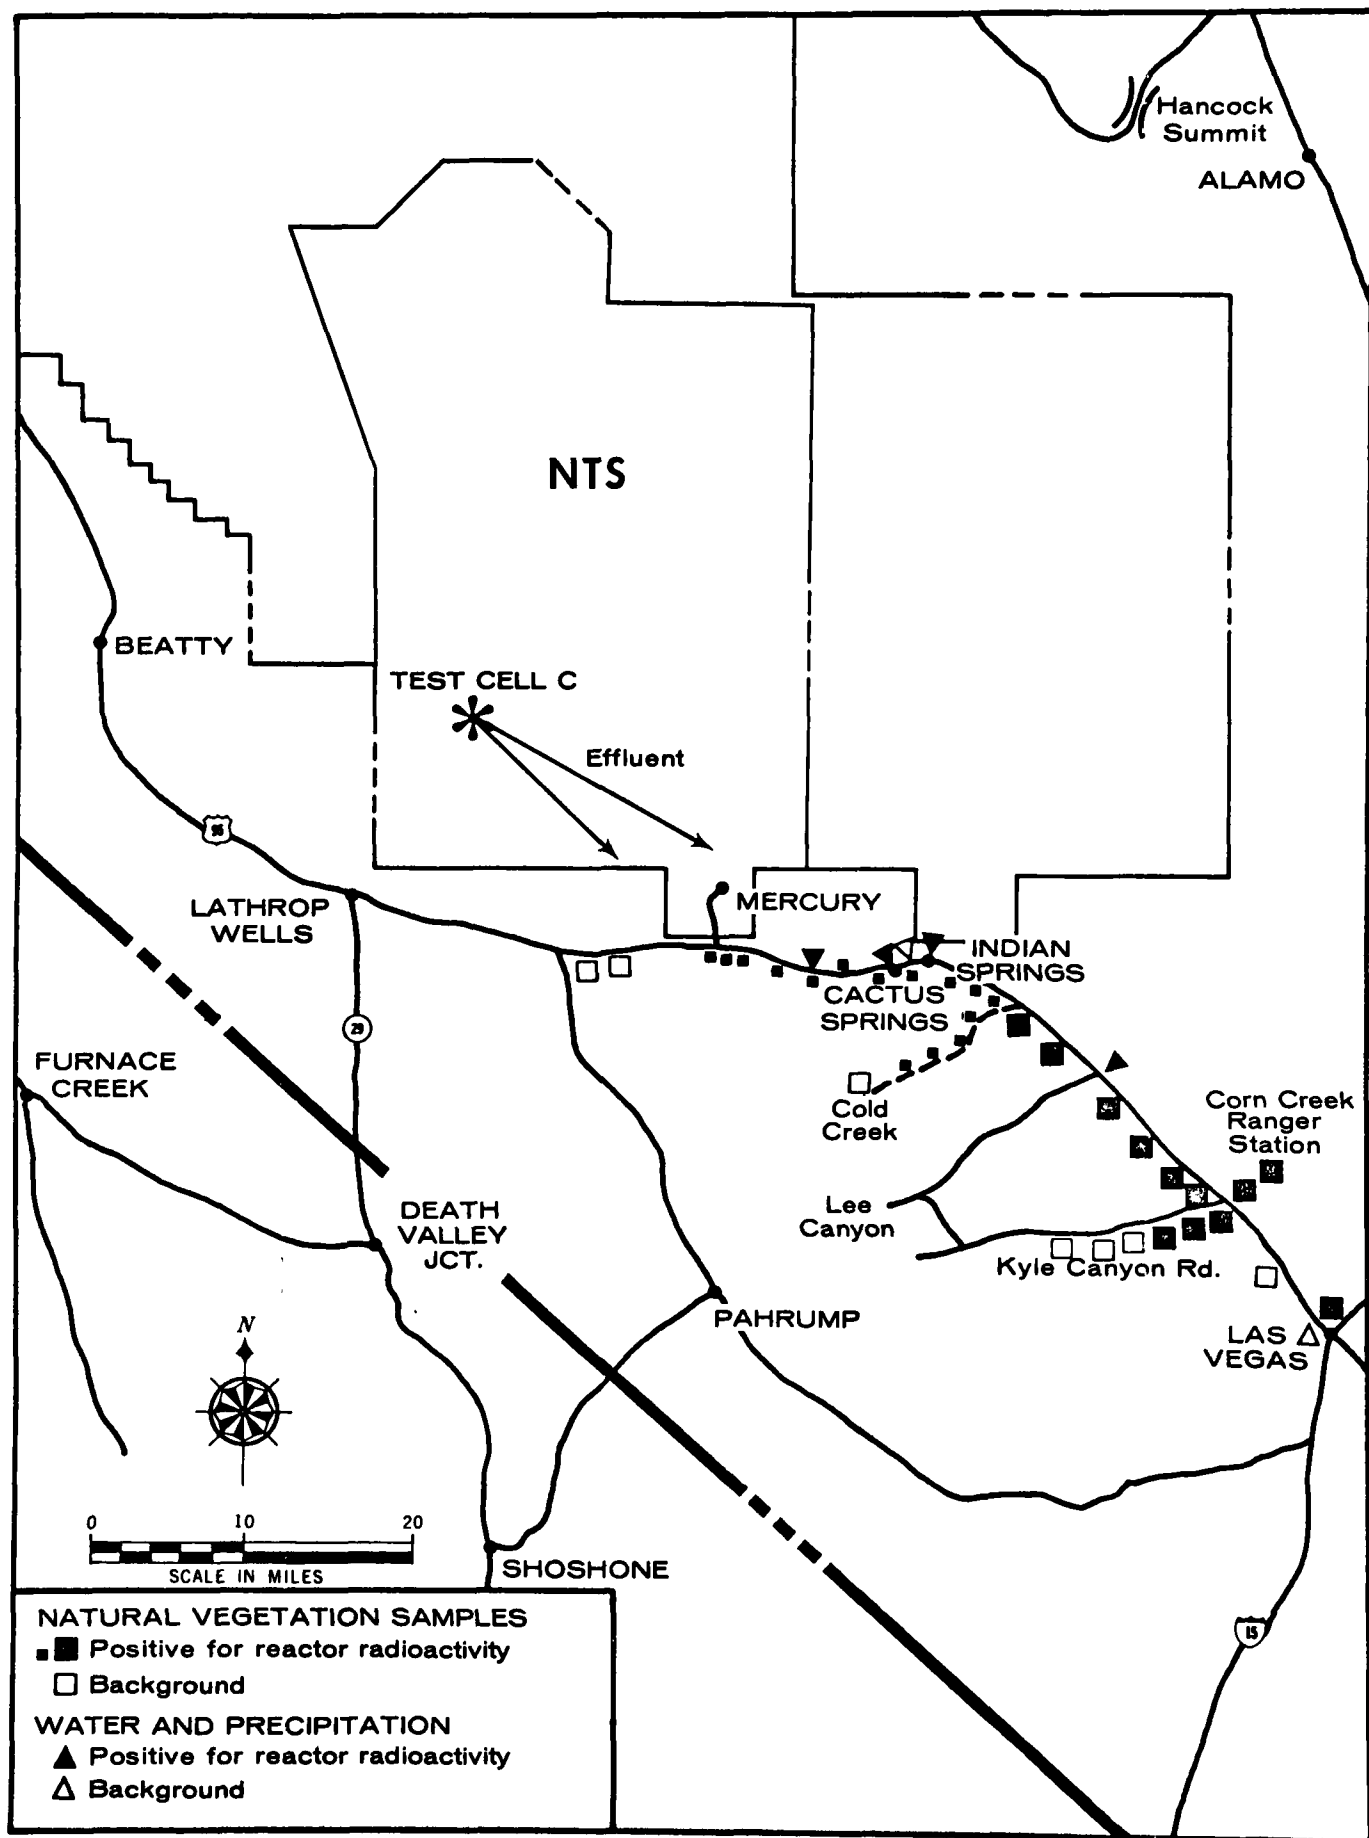 Hancock
Summit
ALAMO
NTS
BEATTY
TEST CELL C
Effluent
95
LATHROP
WELLS
MERCURY
INDIAN
SPRINGS
CACTUS
SPRINGS
29
FURNACE
CREEK
Cold
Creek
Corn Creek
Ranger
Station
Lee
Canyon
DEATH
VALLEY
JCT.
Kyle Canyon Rd.
PAHRUMP
LAS
VEGAS
N
0 10 20
SCALE IN MILES
SHOSHONE
15
NATURAL VEGETATION SAMPLES
Positive for reactor radioactivity
Background
WATER AND PRECIPITATION
Positive for reactor radioactivity
Background